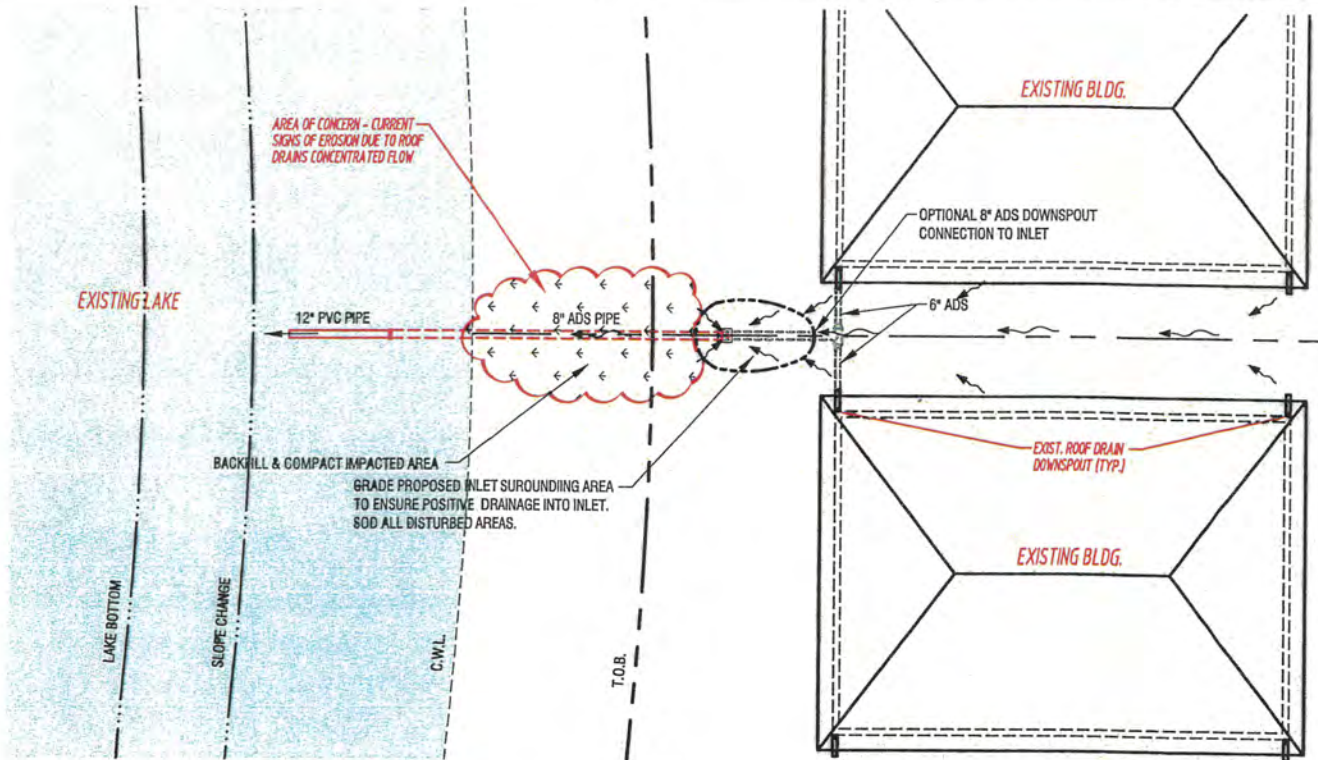 EXISTING BLDG.
AREA OF CONCERN - CURRENT
SIGNS OF EROSION DUE TO ROOF
DRAINS CONCENTRATED FLOW
OPTIONAL 8" ADS DOWNSPOUT
CONNECTION TO INLET
EXISTING LAKE
12" PVC PIPE
8" ADS PIPE
6" ADS
BACKFILL & COMPACT IMPACTED AREA
GRADE PROPOSED INLET SUROUNDIING AREA
TO ENSURE POSITIVE DRAINAGE INTO INLET.
SOD ALL DISTURBED AREAS.
EXIST. ROOF DRAIN
DOWNSPOUT (TYP.)
EXISTING BLDG.
LAKE BOTTOM
SLOPE CHANGE
C.W.L.
T.O.B.